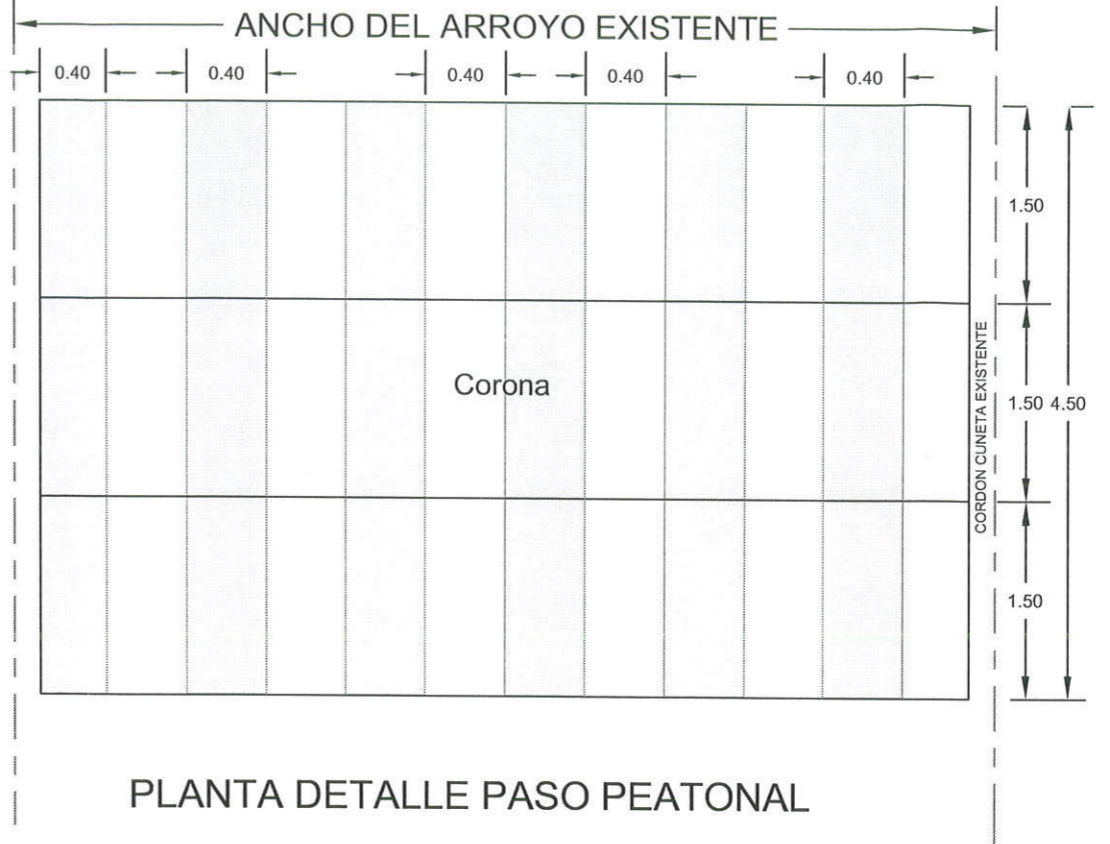 ANCHO DEL ARROYO EXISTENTE
0.40 0.40 0.40 0.40 0.40
1.50
Corona
CORDON CUNETA EXISTENTE
1.50 4.50
1.50
PLANTA DETALLE PASO PEATONAL